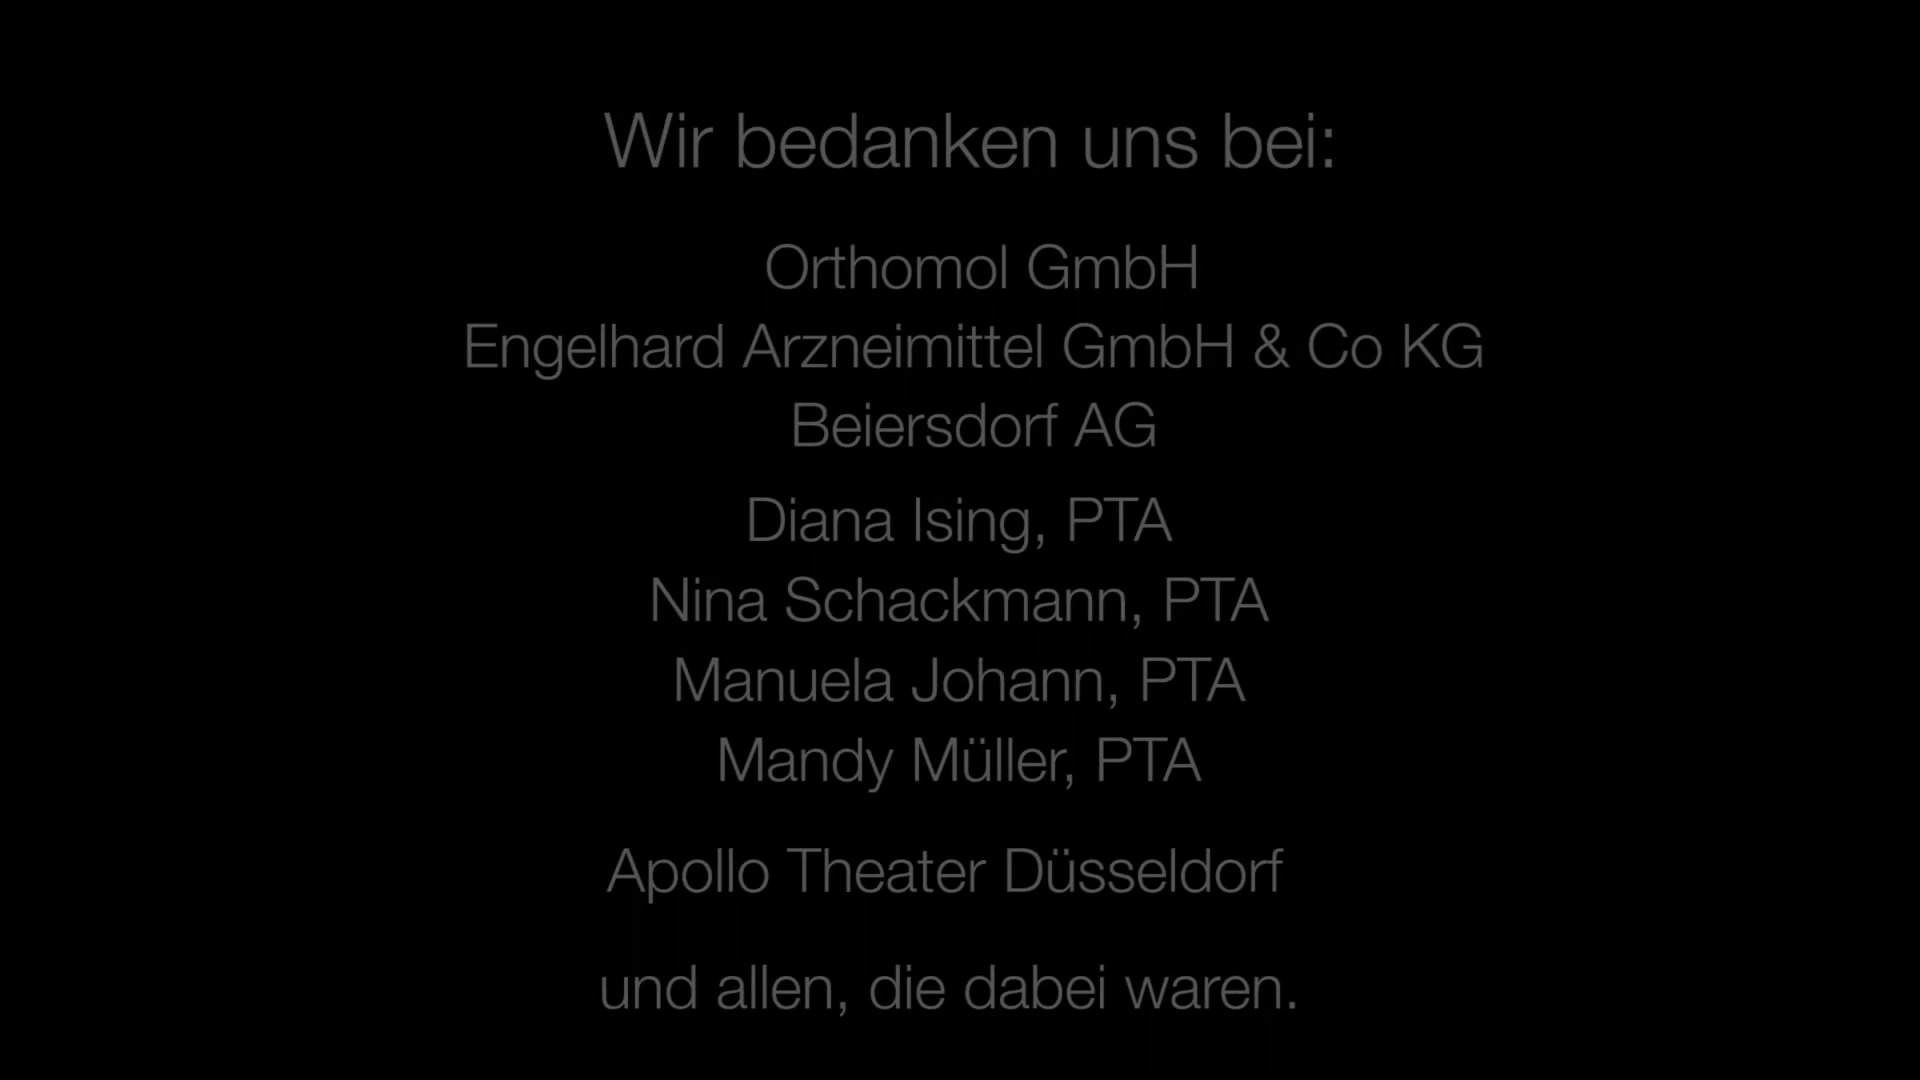 Wir bedanken uns bei:
Orthomol GmbH
Engelhard Arzneimittel GmbH & Co KG
Beiersdorf AG
Diana Ising, PTA
Nina Schackmann, PTA
Manuela Johann, PTA
Mandy Müller, PTA
Apollo Theater Düsseldorf
und allen, die dabei waren.